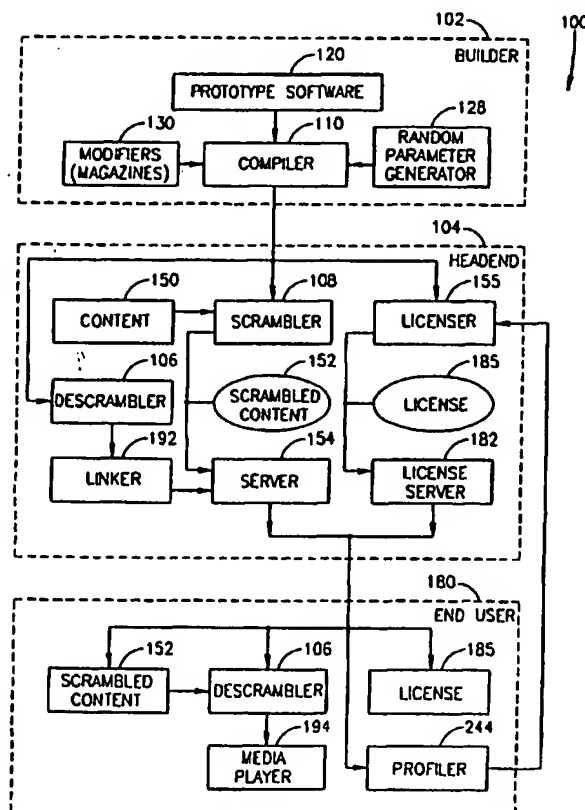 102
100
BUILDER
120
PROTOTYPE SOFTWARE
130
110
128
MODIFIERS
(MAGAZINES)
COMPILER
RANDOM
PARAMETER
GENERATOR
104
HEADEND
150
108
155
CONTENT
SCRAMBLER
LICENSER
106
152
185
DESCRAMBLER
SCRAMBLED
CONTENT
LICENSE
192
154
182
LINKER
SERVER
LICENSE
SERVER
180
END USER
152
106
185
SCRAMBLED
CONTENT
DESCRAMBLER
LICENSE
194
244
MEDIA
PLAYER
PROFILER